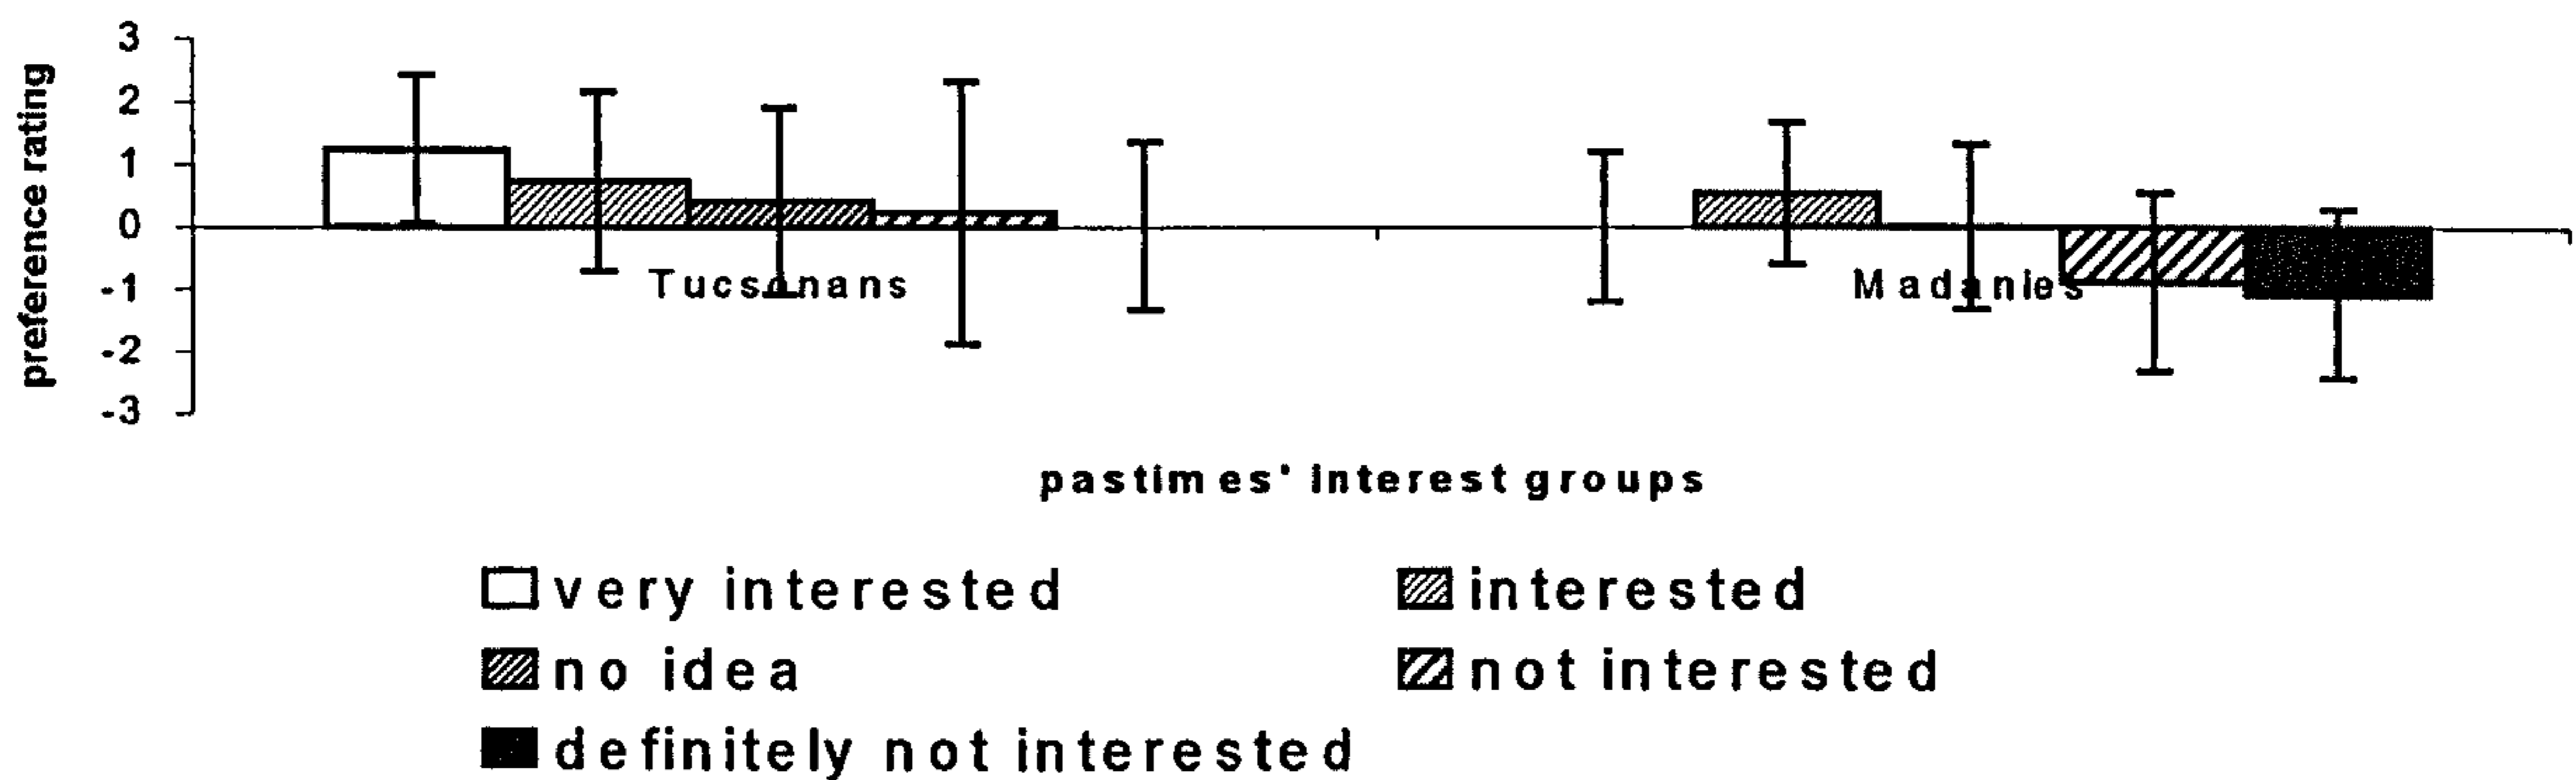 preference rating
3
2
1
0
-1
-2
-3
Tucsonans
Madanies
pastimes' interest groups
very interested
interested
no idea
not interested
definitely not interested